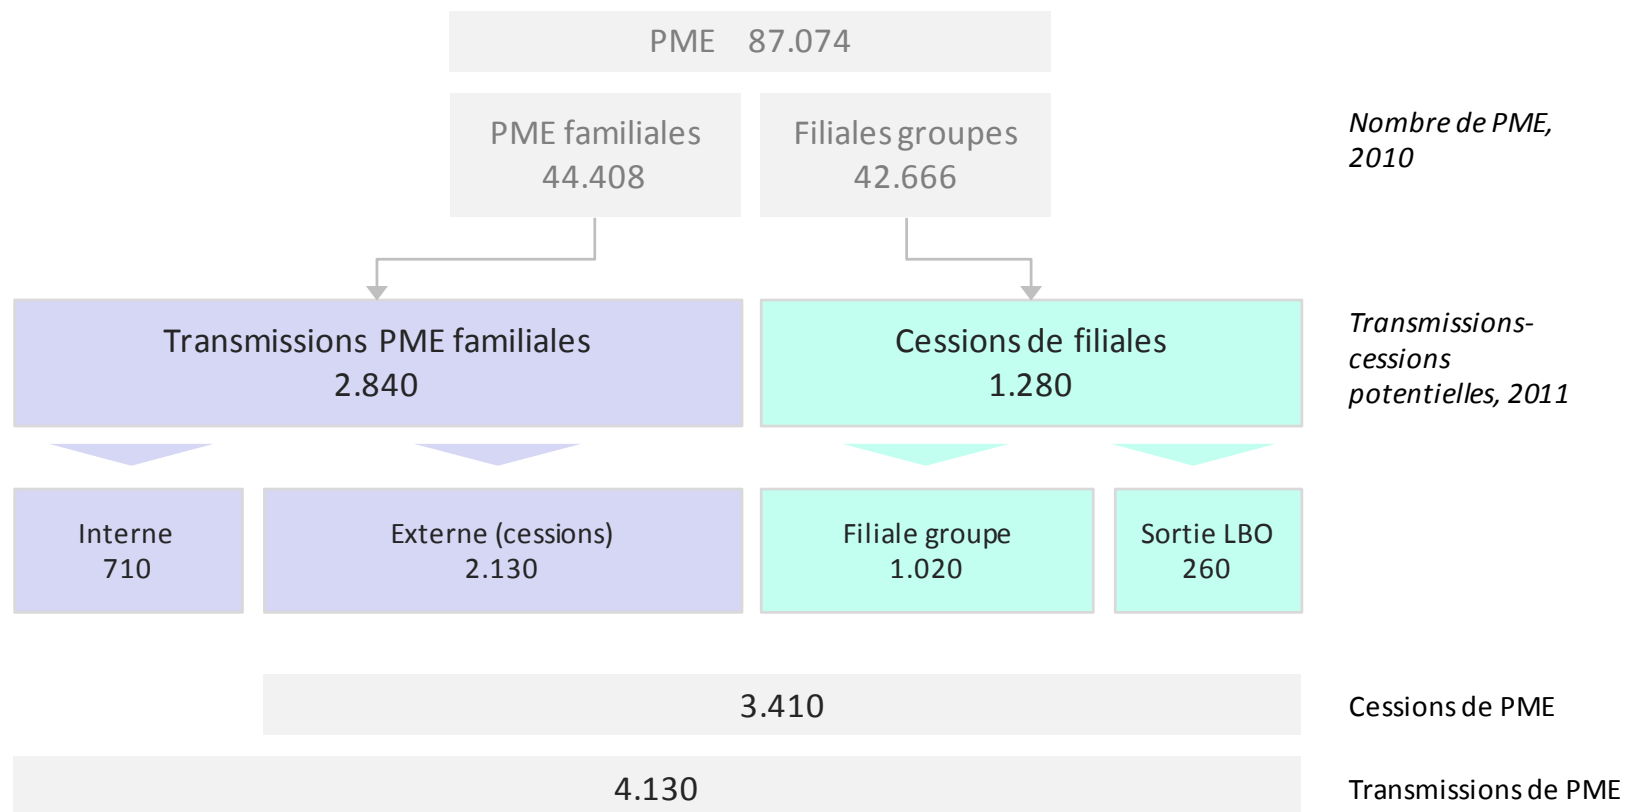 PME 87.074
PME familiales
44.408
Filiales groupes
42.666
Nombre de PME,
2010
Transmissions PME familiales
2.840
Cessions de filiales
1.280
Transmissions-
cessions
potentielles, 2011
Interne
710
Externe (cessions)
2.130
Filiale groupe
1.020
Sortie LBO
260
3.410
Cessions de PME
4.130
Transmissions de PME